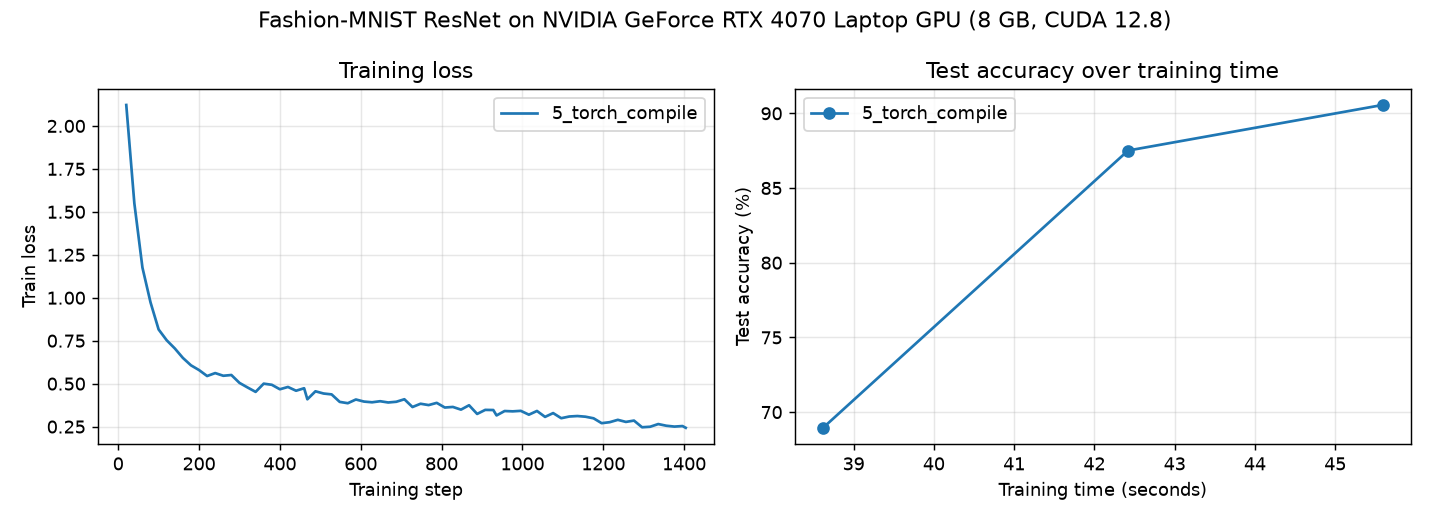 Fashion-MNIST ResNet on NVIDIA GeForce RTX 4070 Laptop GPU (8 GB, CUDA 12.8)
Training loss
5_torch_compile
Train loss
2.00
1.75
1.50
1.25
1.00
0.75
0.50
0.25
0 200 400 600 800 1000 1200 1400
Training step
Test accuracy over training time
5_torch_compile
Test accuracy (%)
90
85
80
75
70
39 40 41 42 43 44 45
Training time (seconds)